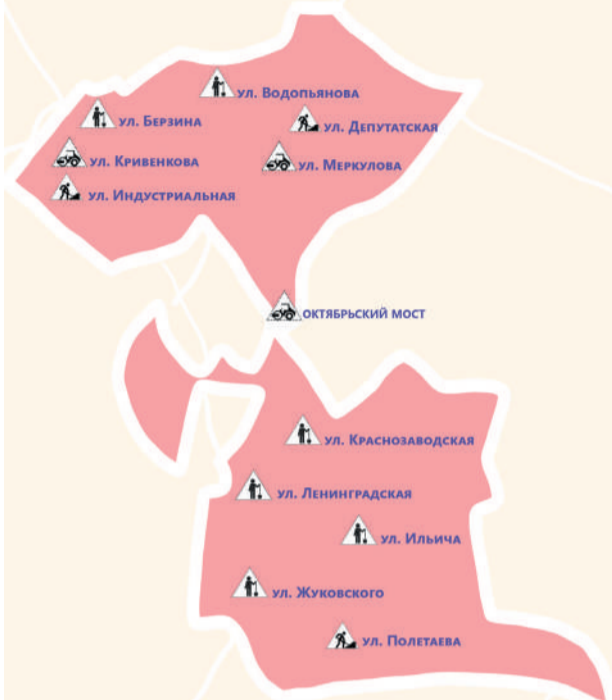 ул. Водопьянова
ул. Берзина
ул. Депутатская
ул. Кривенкова
ул. Меркулова
ул. Индустриальная
ОКТЯБРЬСКИЙ МОСТ
ул. Краснозаводская
ул. Ленинградская
ул. Ильича
ул. Жуковского
ул. Полетаева